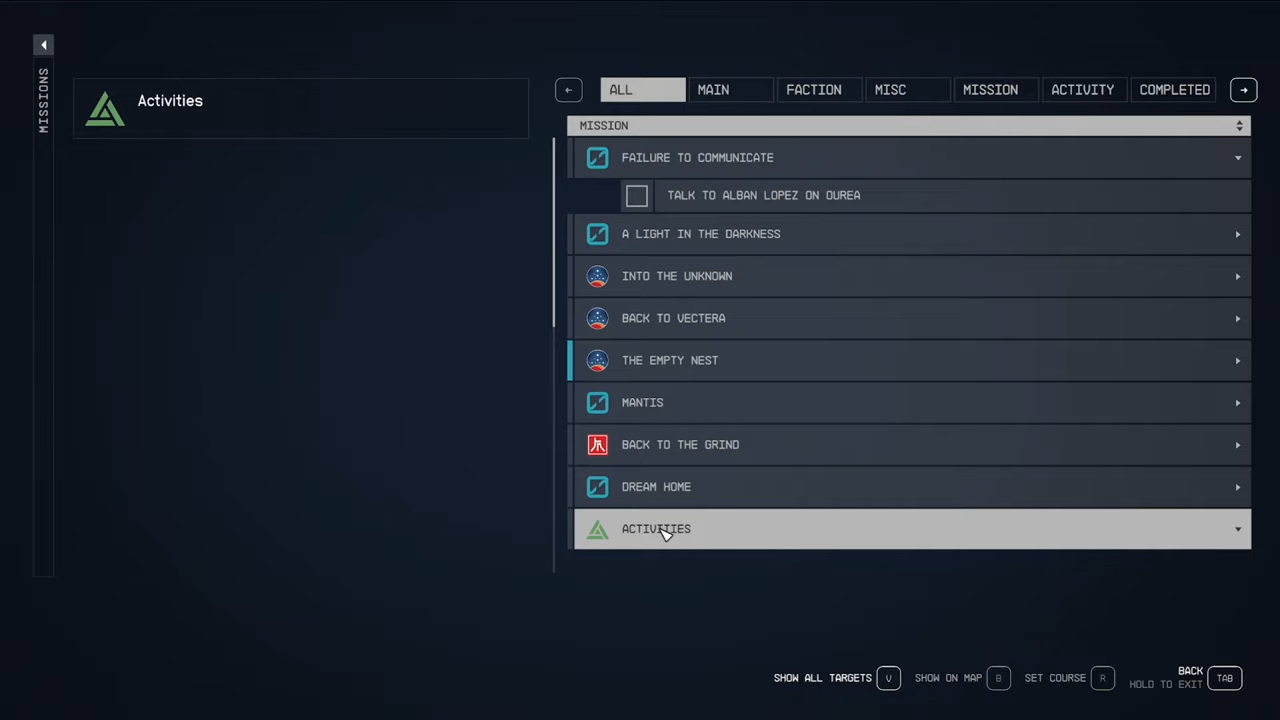 MISSIONS
Activities
ALL
MAIN
FACTION
MISC
MISSION
ACTIVITY
COMPLETED
MISSION
FAILURE TO COMMUNICATE
TALK TO ALBAN LOPEZ ON OUREA
A LIGHT IN THE DARKNESS
INTO THE UNKNOWN
BACK TO VECTERA
THE EMPTY NEST
MANTIS
BACK TO THE GRIND
DREAM HOME
ACTIVITIES
SHOW ALL TARGETS V
SHOW ON MAP B
SET COURSE R
BACK
HOLD TO EXIT
TAB